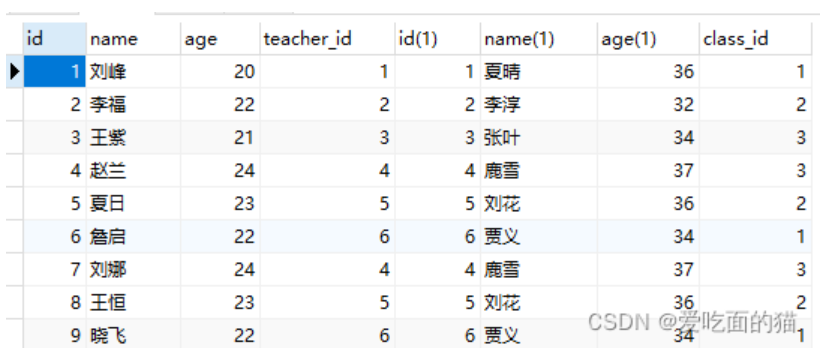 id name age teacher_id id(1) name(1) age(1) class_id
1 刘峰 20 1 1 夏晴 36 1
2 李福 22 2 2 李淳 32 2
3 王紫 21 3 3 张叶 34 3
4 赵兰 24 4 4 鹿雪 37 3
5 夏日 23 5 5 刘花 36 2
6 詹启 22 6 6 贾义 34 1
7 刘娜 24 4 4 鹿雪 37 3
8 王恒 23 5 5 刘花 36 2
9 晓飞 22 6 6 贾义 34 1
CSDN @爱吃面的猫